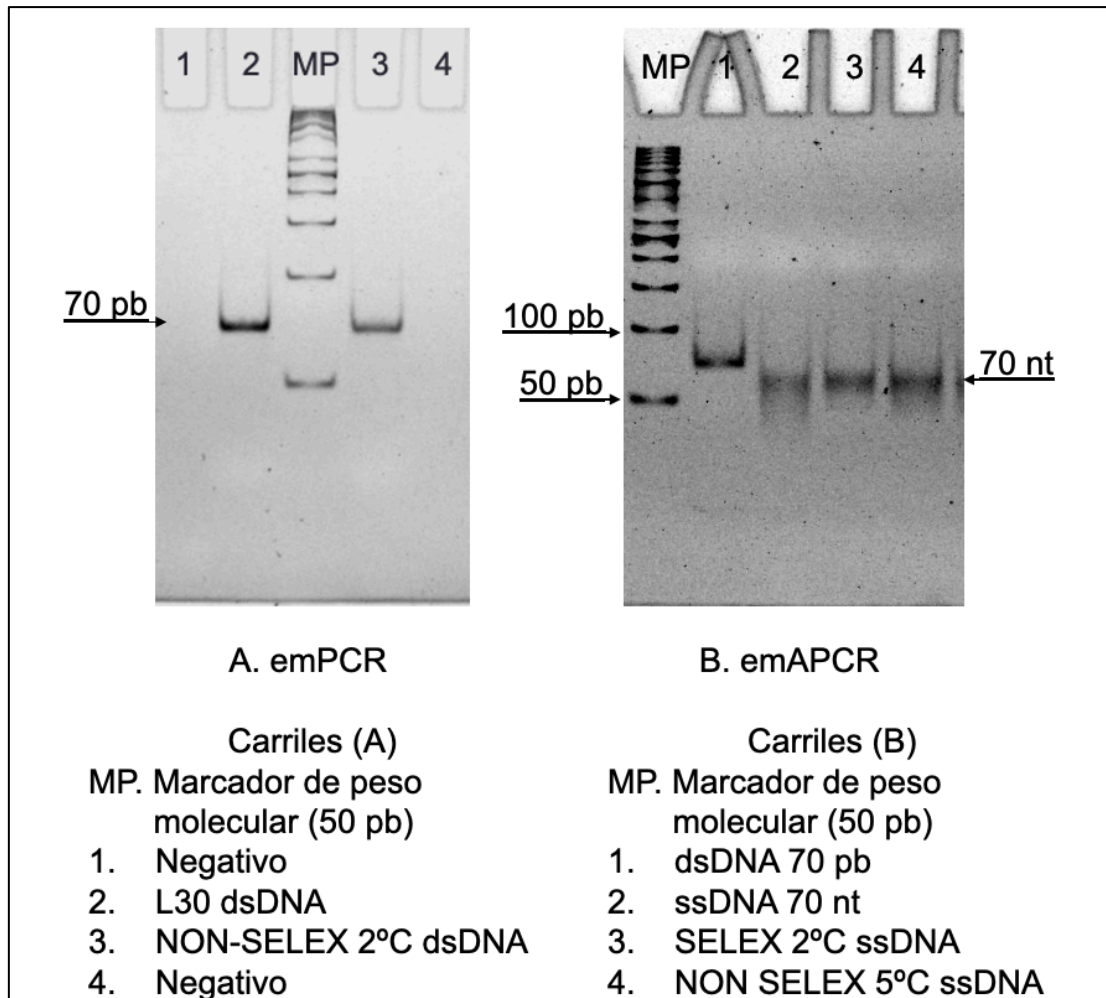 1 2 MP 3 4
MP 1 2 3 4
70 pb
100 pb
50 pb
70 nt
A. emPCR
B. emAPCR
Carriles (A)
MP. Marcador de peso
molecular (50 pb)
1. Negativo
2. L30 dsDNA
3. NON-SELEX 2ºC dsDNA
4. Negativo
Carriles (B)
MP. Marcador de peso
molecular (50 pb)
1. dsDNA 70 pb
2. ssDNA 70 nt
3. SELEX 2ºC ssDNA
4. NON SELEX 5ºC ssDNA